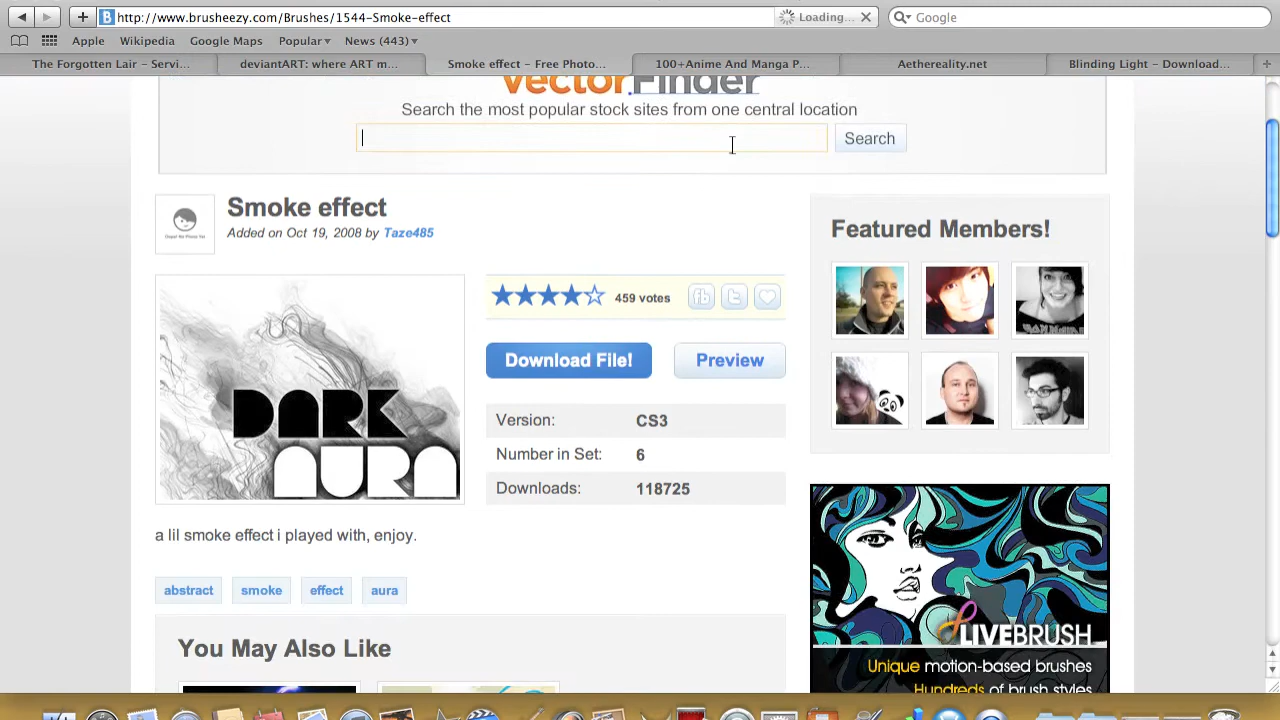 http://www.brusheezy.com/Brushes/1544-Smoke-effect
Loading...
Google
Apple
Wikipedia
Google Maps
Popular
News (443)
The Forgotten Lair – Servi...
deviantART: where ART m...
Smoke effect - Free Photo...
100+Anime And Manga P...
Aethereality.net
Blinding Light - Download...
Vector.Finder
Search the most popular stock sites from one central location
Search
Smoke effect
Added on Oct 19, 2008 by Taze485
459 votes
Download File!
Preview
Version: CS3
Number in Set: 6
Downloads: 118725
DARK
AURA
a lil smoke effect i played with, enjoy.
abstract
smoke
effect
aura
You May Also Like
Featured Members!
LIVEBRUSH
Unique motion-based brushes
Hundreds of brush styles